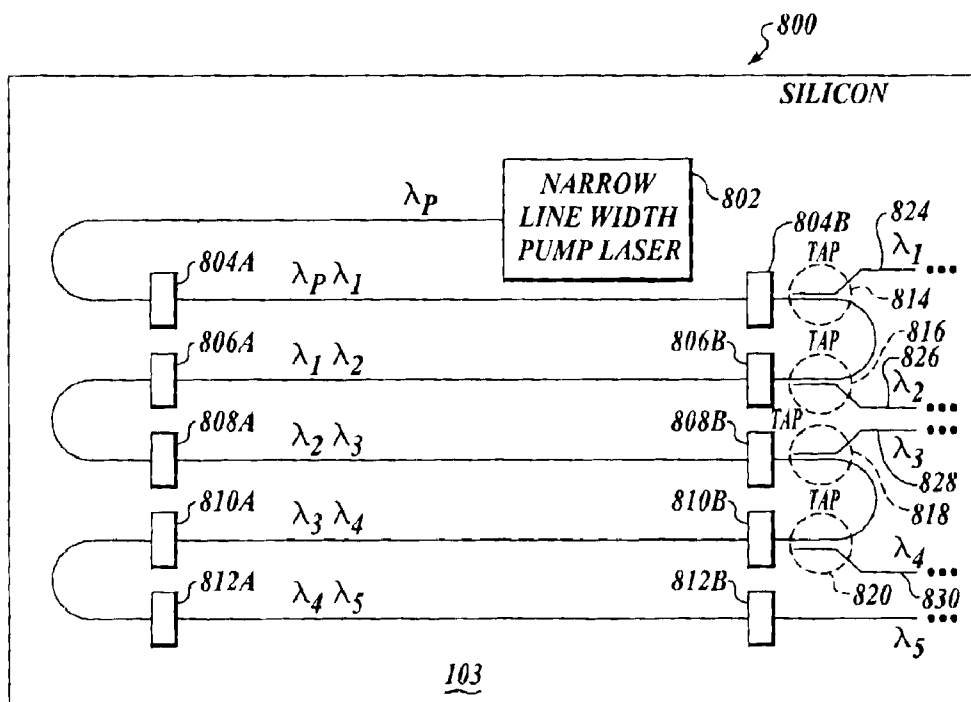 800
SILICON
λP
NARROW
LINE WIDTH
PUMP LASER
802
804B
TAP
824
λ1
•••
804A
λP λ1
814
806A
λ1 λ2
806B
TAP
816
826
λ2
•••
808A
λ2 λ3
808B
TAP
•••
λ3
828
810A
λ3 λ4
810B
TAP
818
λ4
•••
812A
λ4 λ5
812B
820
830
•••
λ5
103